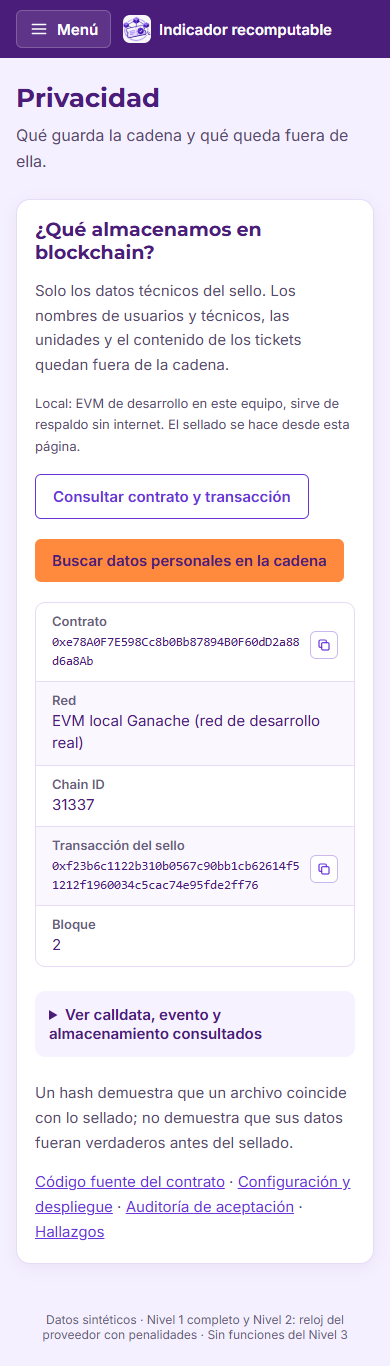 Menú
Indicador recomputable
Privacidad
Qué guarda la cadena y qué queda fuera de
ella.
¿Qué almacenamos en
blockchain?
Solo los datos técnicos del sello. Los
nombres de usuarios y técnicos, las
unidades y el contenido de los tickets
quedan fuera de la cadena.
Local: EVM de desarrollo en este equipo, sirve de
respaldo sin internet. El sellado se hace desde esta
página.
Consultar contrato y transacción
Buscar datos personales en la cadena
Contrato
0xe78A0F7E598Cc8b0Bb87894B0F60dD2a88
d6a8Ab
Red
EVM local Ganache (red de desarrollo
real)
Chain ID
31337
Transacción del sello
0xf23b6c1122b310b0567c90bb1cb62614f5
1212f1960034c5cac74e95fde2ff76
Bloque
2
Ver calldata, evento y
almacenamiento consultados
Un hash demuestra que un archivo coincide
con lo sellado; no demuestra que sus datos
fueran verdaderos antes del sellado.
Código fuente del contrato · Configuración y
despliegue · Auditoría de aceptación ·
Hallazgos
Datos sintéticos · Nivel 1 completo y Nivel 2: reloj del
proveedor con penalidades · Sin funciones del Nivel 3